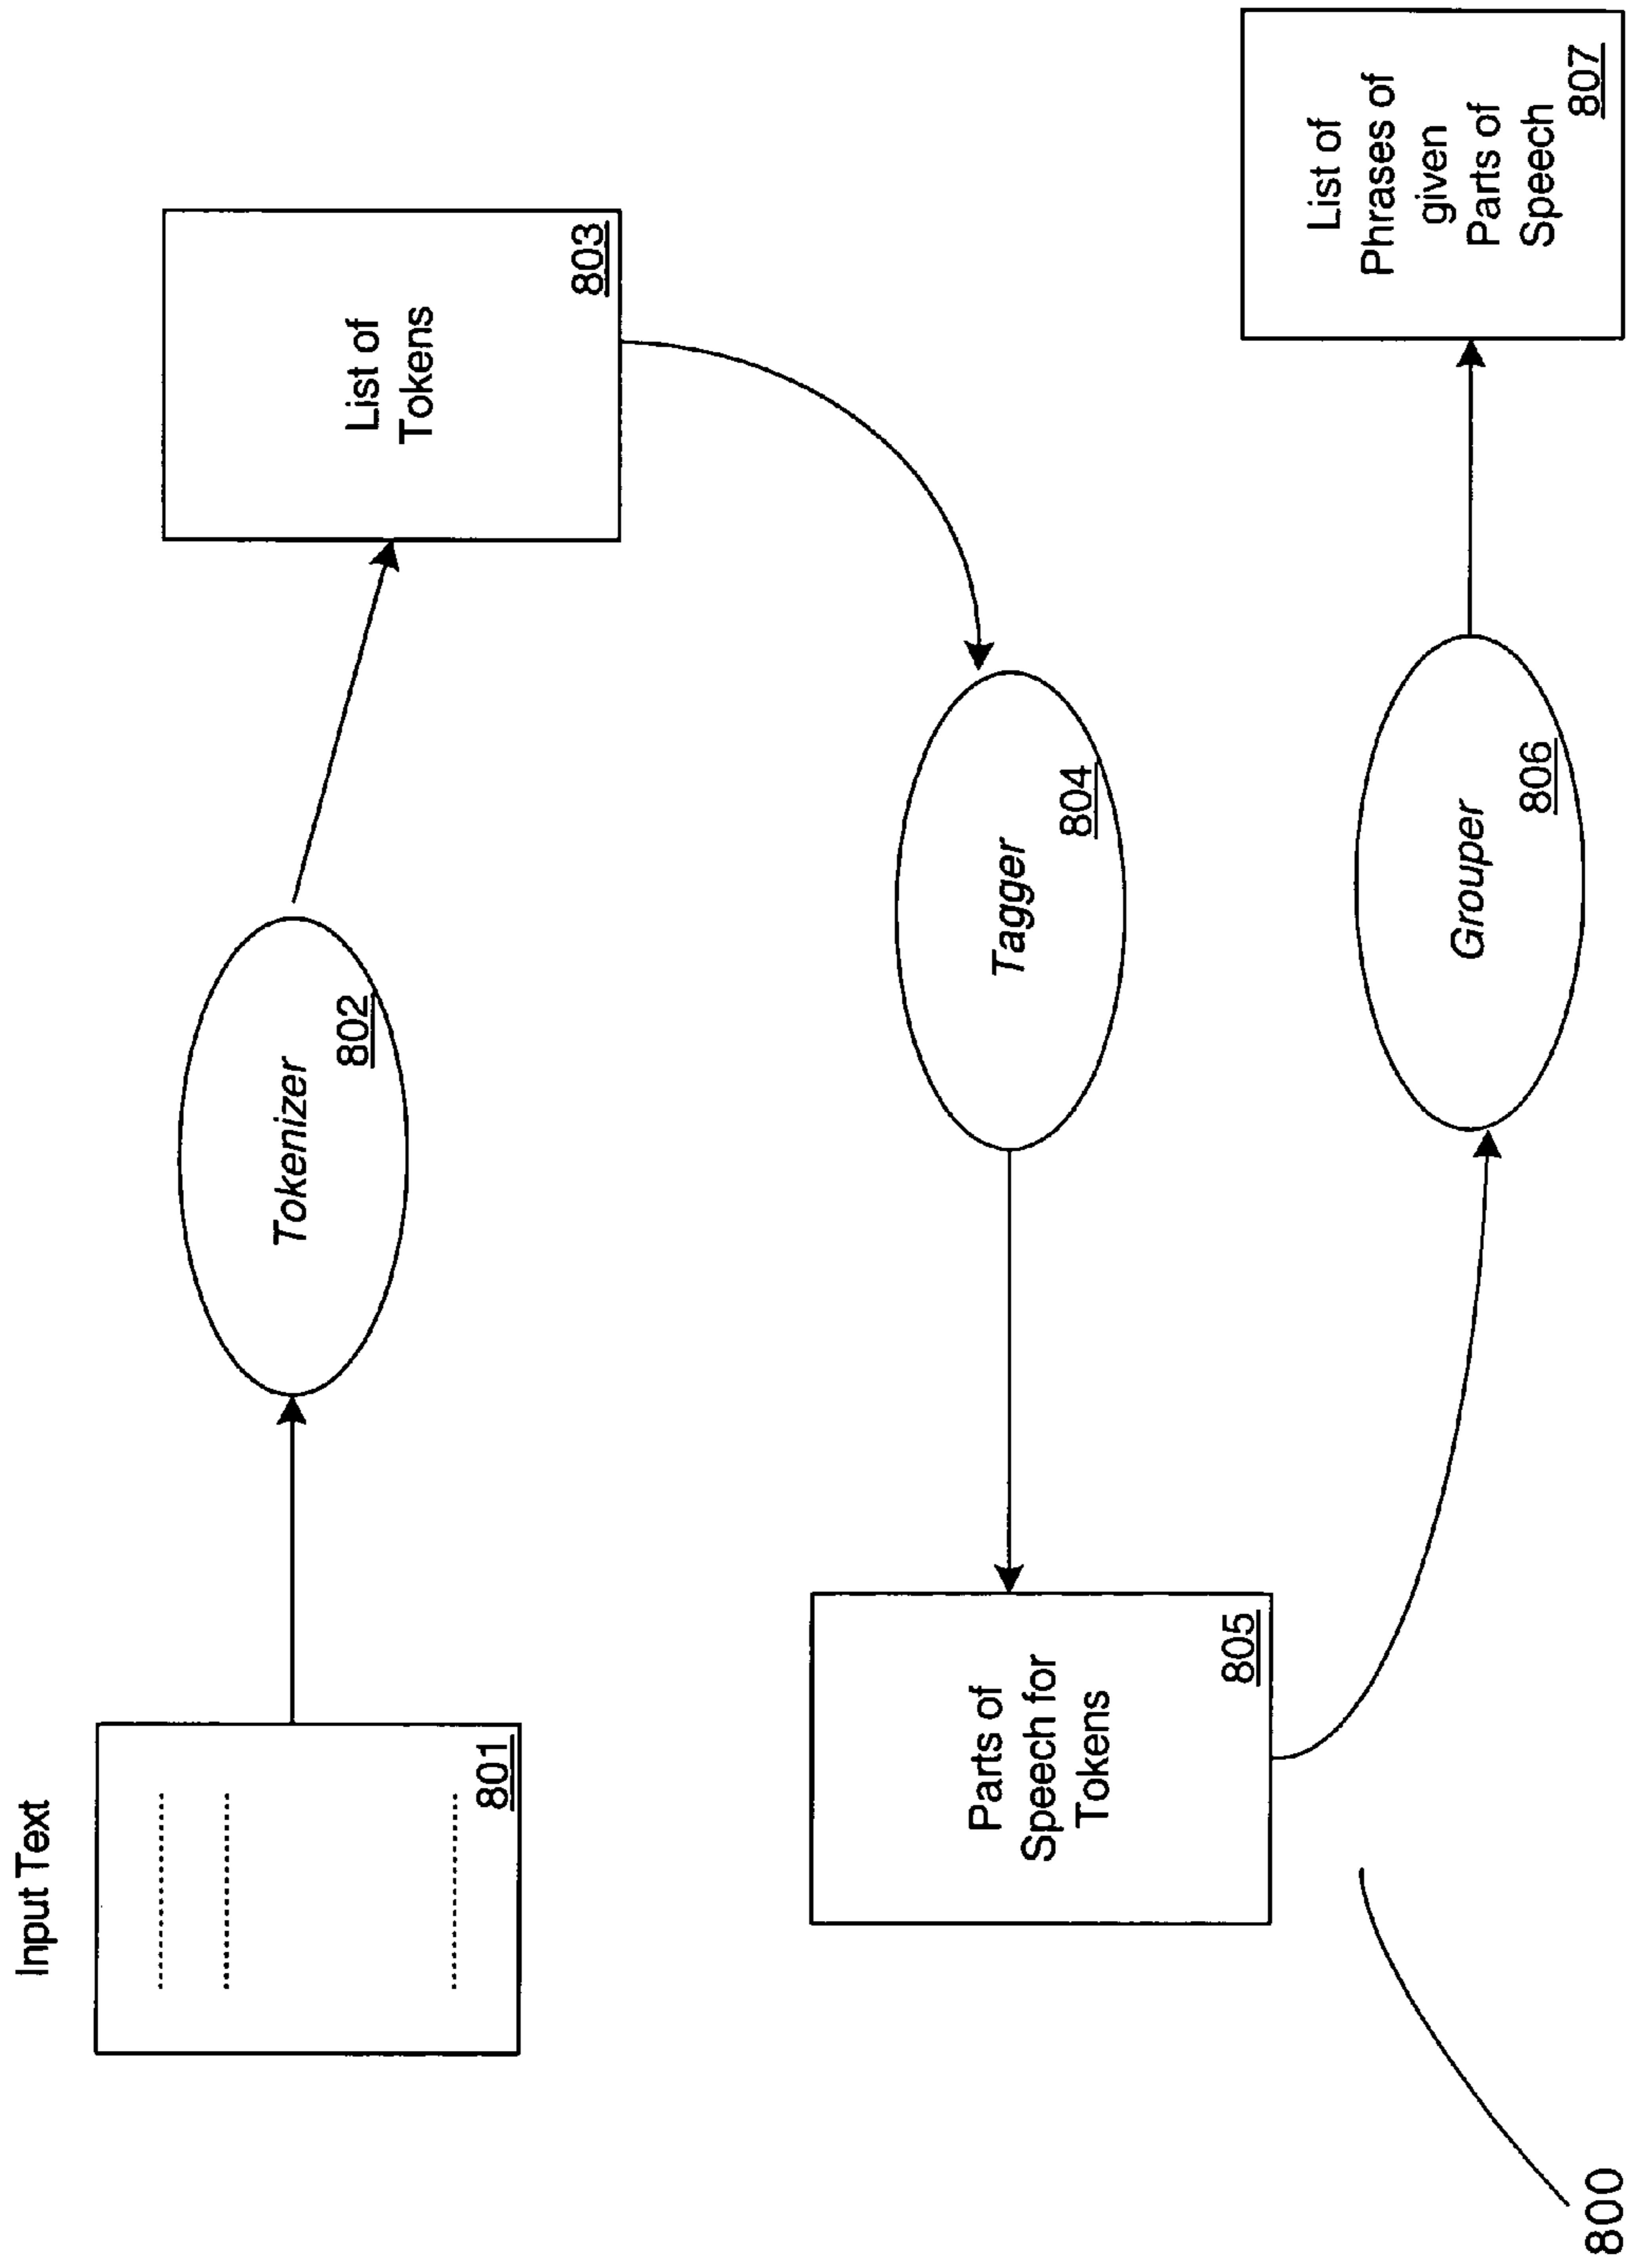 Input Text
801
Tokenizer
802
List of
Tokens
803
Tagger
804
Parts of
Speech for
Tokens
805
Grouper
806
List of
Phrases of
given
Parts of
Speech
807
800